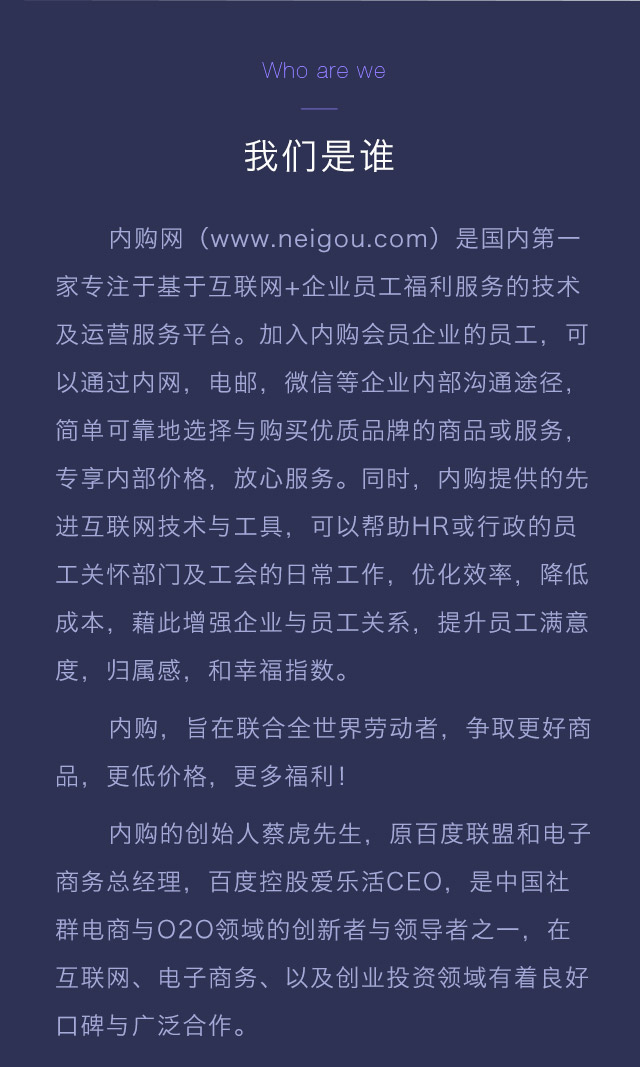 Who are we
我们是谁
内购网（www.neigou.com）是国内第一
家专注于基于互联网+企业员工福利服务的技术
及运营服务平台。加入内购会员企业的员工，可
以通过内网，电邮，微信等企业内部沟通途径，
简单可靠地选择与购买优质品牌的商品或服务，
专享内部价格，放心服务。同时，内购提供的先
进互联网技术与工具，可以帮助HR或行政的员
工关怀部门及工会的日常工作，优化效率，降低
成本，藉此增强企业与员工关系，提升员工满意
度，归属感，和幸福指数。
内购，旨在联合全世界劳动者，争取更好商
品，更低价格，更多福利！
内购的创始人蔡虎先生，原百度联盟和电子
商务总经理，百度控股爱乐活CEO，是中国社
群电商与O2O领域的创新者与领导者之一，在
互联网、电子商务、以及创业投资领域有着良好
口碑与广泛合作。